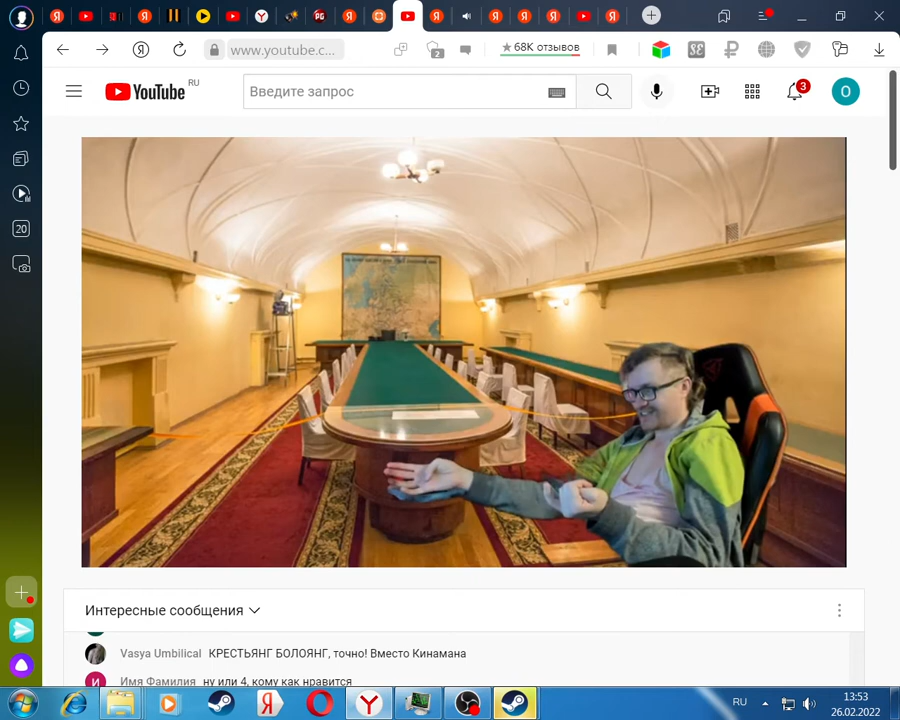 www.youtube.c...
2
68K отзывов
YouTube
RU
Введите запрос
3
O
20
Интересные сообщения
Vasya Umbilical КРЕСТЬЯНГ БОЛОЯНГ, точно! Вместо Кинамана
И
Имя Фамилия ну или 4, кому как нравится
RU
13:53
26.02.2022